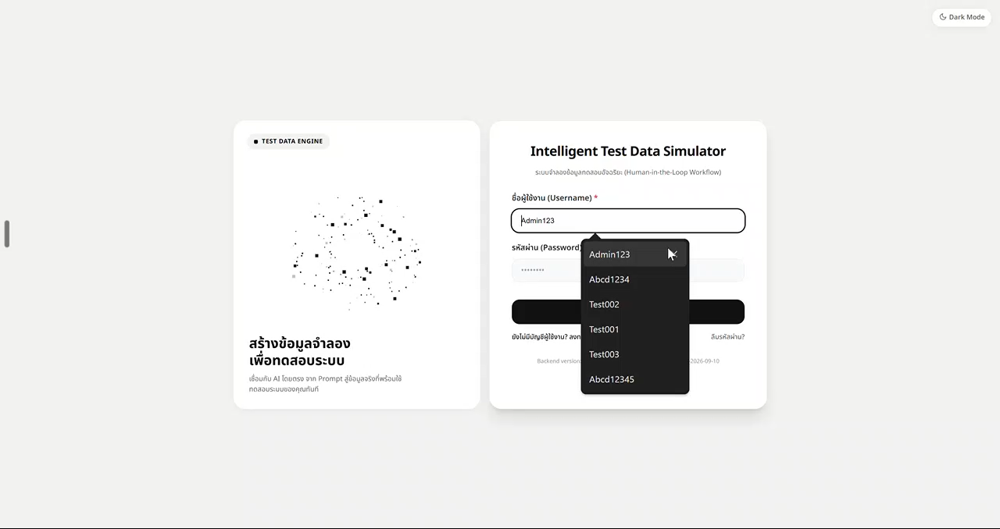 Dark Mode
TEST DATA ENGINE
สร้างข้อมูลจำลอง
เพื่อทดสอบระบบ
เชื่อมกับ AI โดยตรง จาก Prompt สู่ข้อมูลจริงที่พร้อมใช้
ทดสอบระบบของคุณทันที
Intelligent Test Data Simulator
ระบบจำลองข้อมูลทดสอบอัจฉริยะ (Human-in-the-Loop Workflow)
ชื่อผู้ใช้งาน (Username) *
Admin123
รหัสผ่าน (Password)
Admin123
Abcd1234
Test002
Test001
Test003
Abcd12345
ยังไม่มีบัญชีผู้ใช้งาน?
ลืมรหัสผ่าน?
Backend version:
2026-09-10